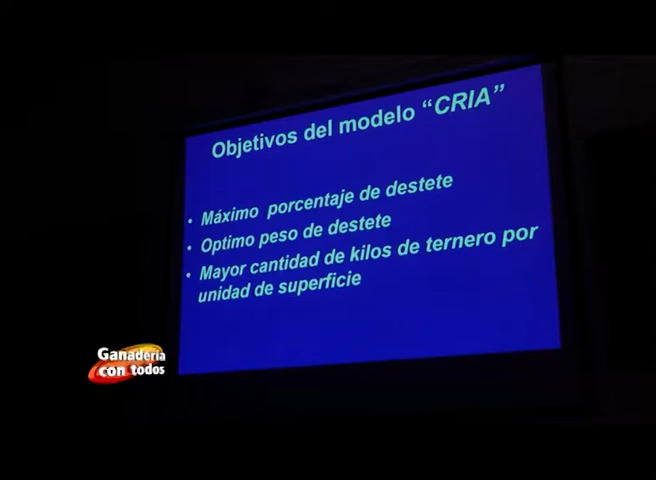 Objetivos del modelo “CRIA”
• Máximo porcentaje de destete
• Optimo peso de destete
• Mayor cantidad de kilos de ternero por
unidad de superficie
Ganadería
con todos